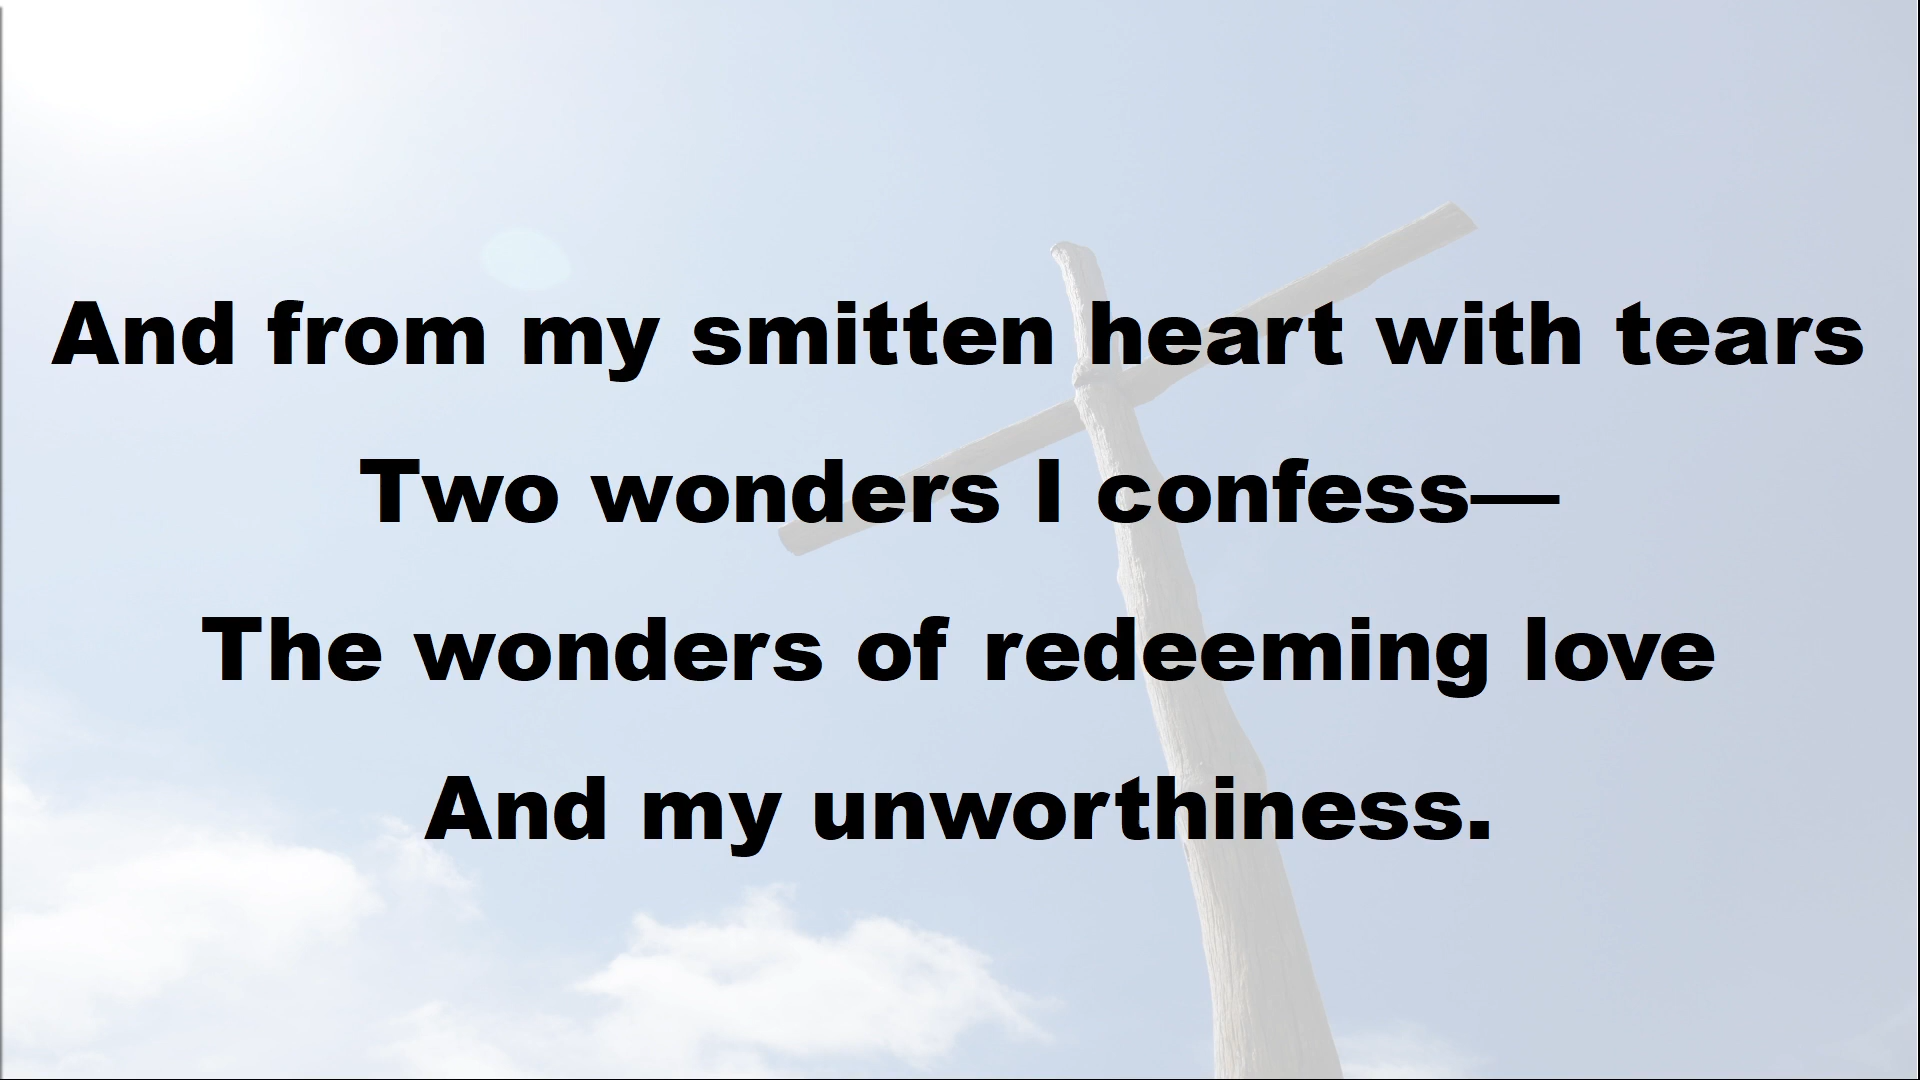 And from my smitten heart with tears
Two wonders I confess—
The wonders of redeeming love
And my unworthiness.